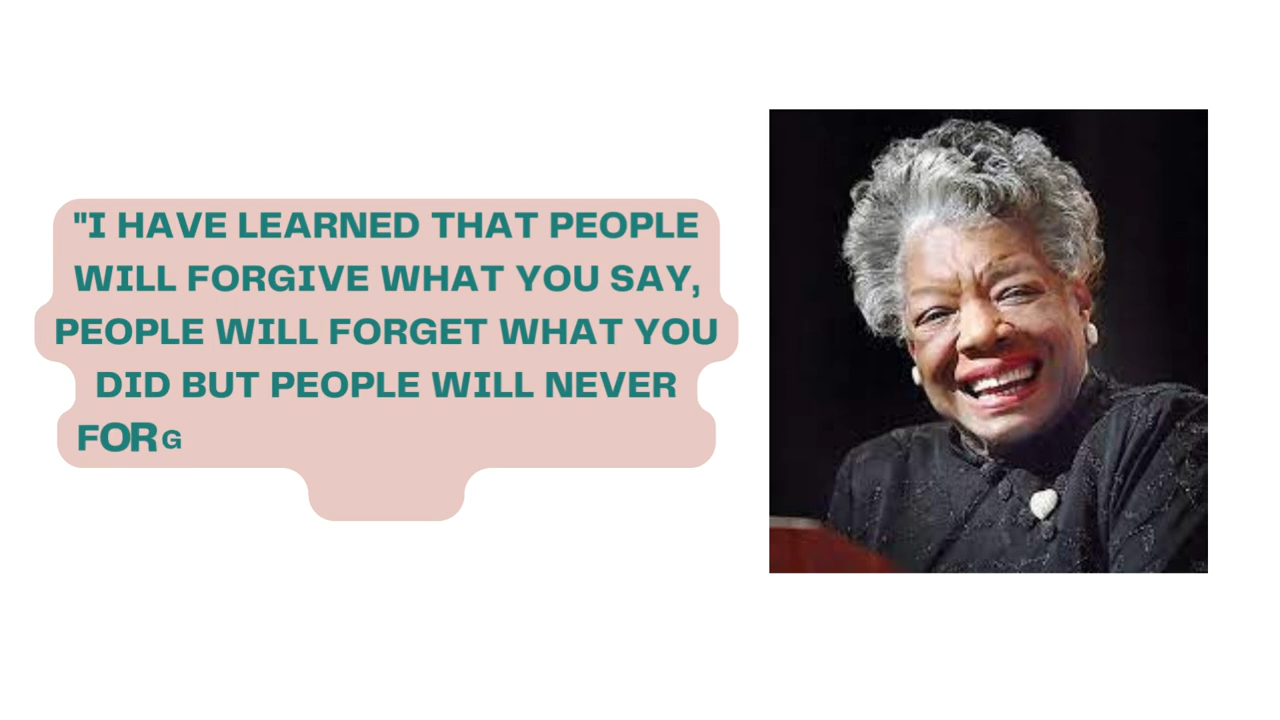 "I HAVE LEARNED THAT PEOPLE
WILL FORGIVE WHAT YOU SAY,
PEOPLE WILL FORGET WHAT YOU
DID BUT PEOPLE WILL NEVER
FORG